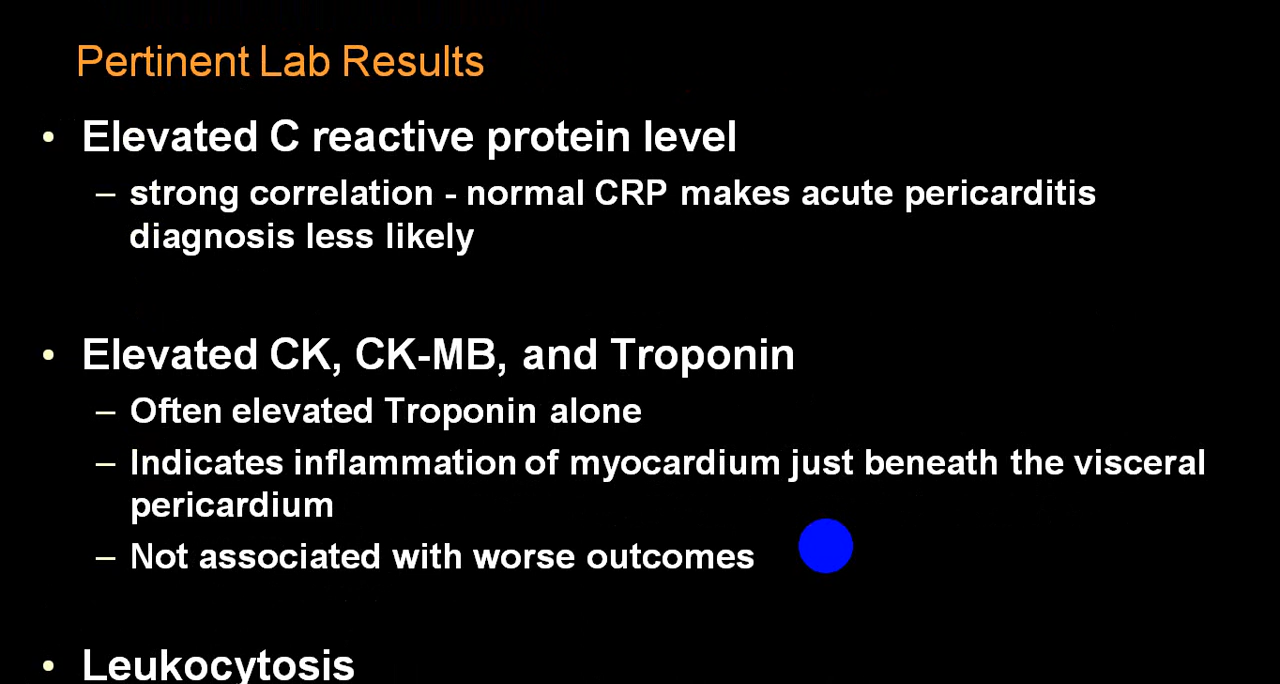 Pertinent Lab Results
• Elevated C reactive protein level
– strong correlation - normal CRP makes acute pericarditis
diagnosis less likely
• Elevated CK, CK-MB, and Troponin
– Often elevated Troponin alone
– Indicates inflammation of myocardium just beneath the visceral
pericardium
– Not associated with worse outcomes
• Leukocytosis